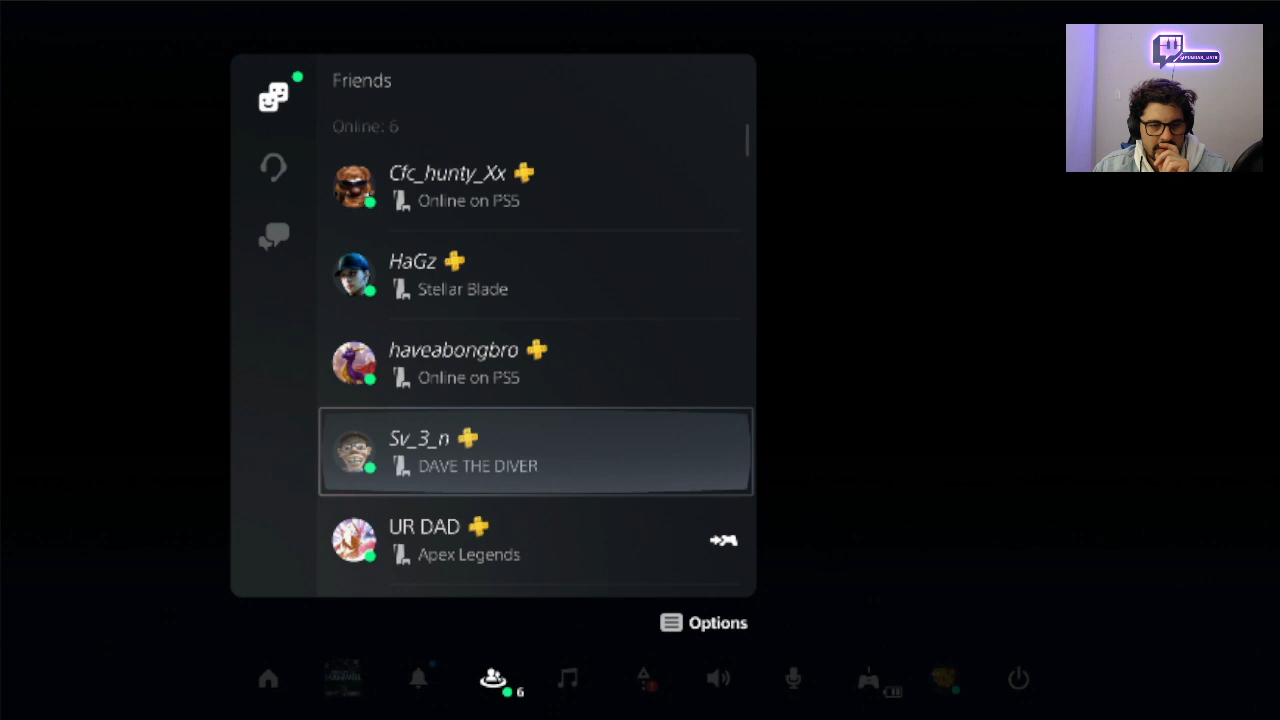 Friends
Online: 6
Cfc_hunty_Xx
Online on PS5
HaGz
Stellar Blade
haveabongbro
Online on PS5
Sv_3_n
DAVE THE DIVER
UR DAD
Apex Legends
Options
6